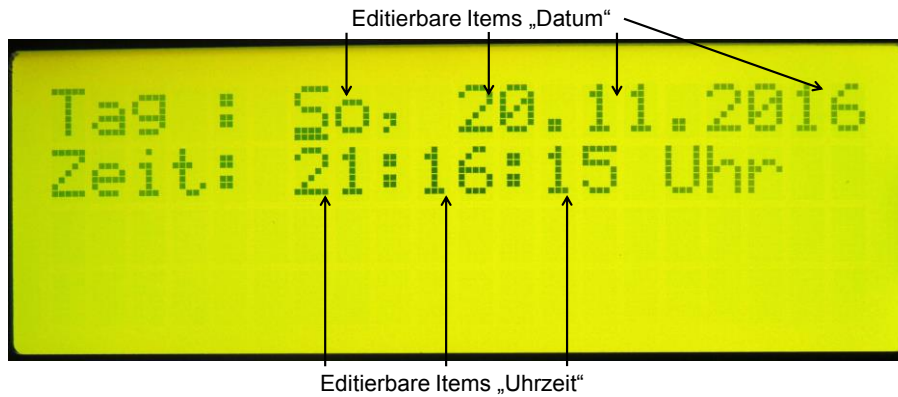 Editierbare Items „Datum“
Tag : So, 20.11.2016
Zeit: 21:16:15 Uhr
Editierbare Items „Uhrzeit“